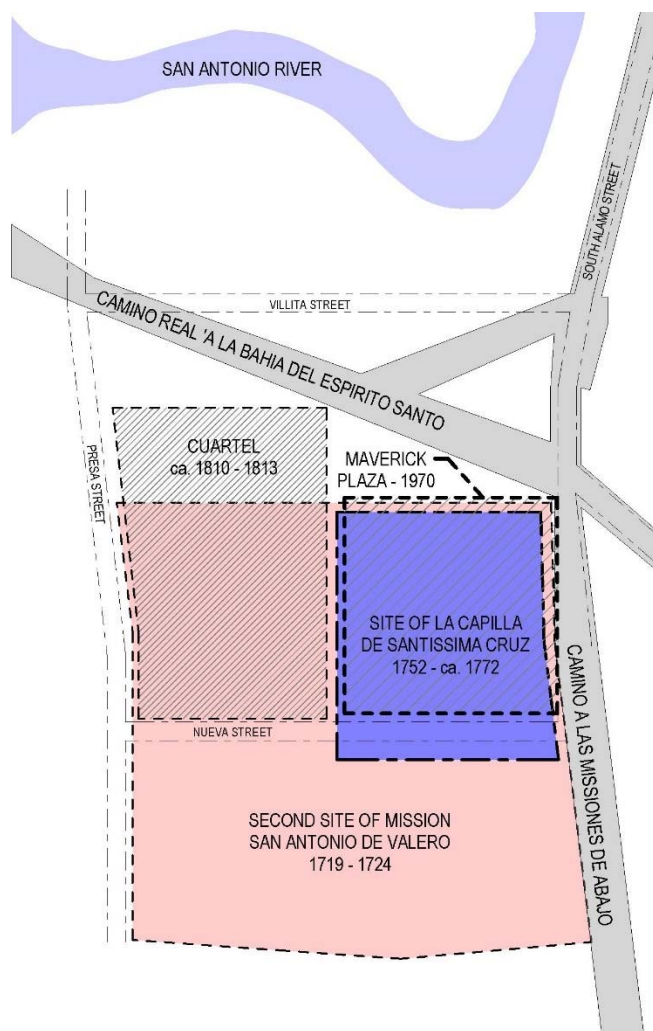 SAN ANTONIO RIVER
SOUTH ALAMO STREET
VILLITA STREET
CAMINO REAL 'A LA BAHIA DEL ESPIRITO SANTO
PRESA STREET
CUARTEL
ca. 1810 - 1813
MAVERICK
PLAZA - 1970
SITE OF LA CAPILLA
DE SANTISSIMA CRUZ
1752 - ca. 1772
CAMINO A LAS MISSIONES DE ABAJO
NUEVA STREET
SECOND SITE OF MISSION
SAN ANTONIO DE VALERO
1719 - 1724